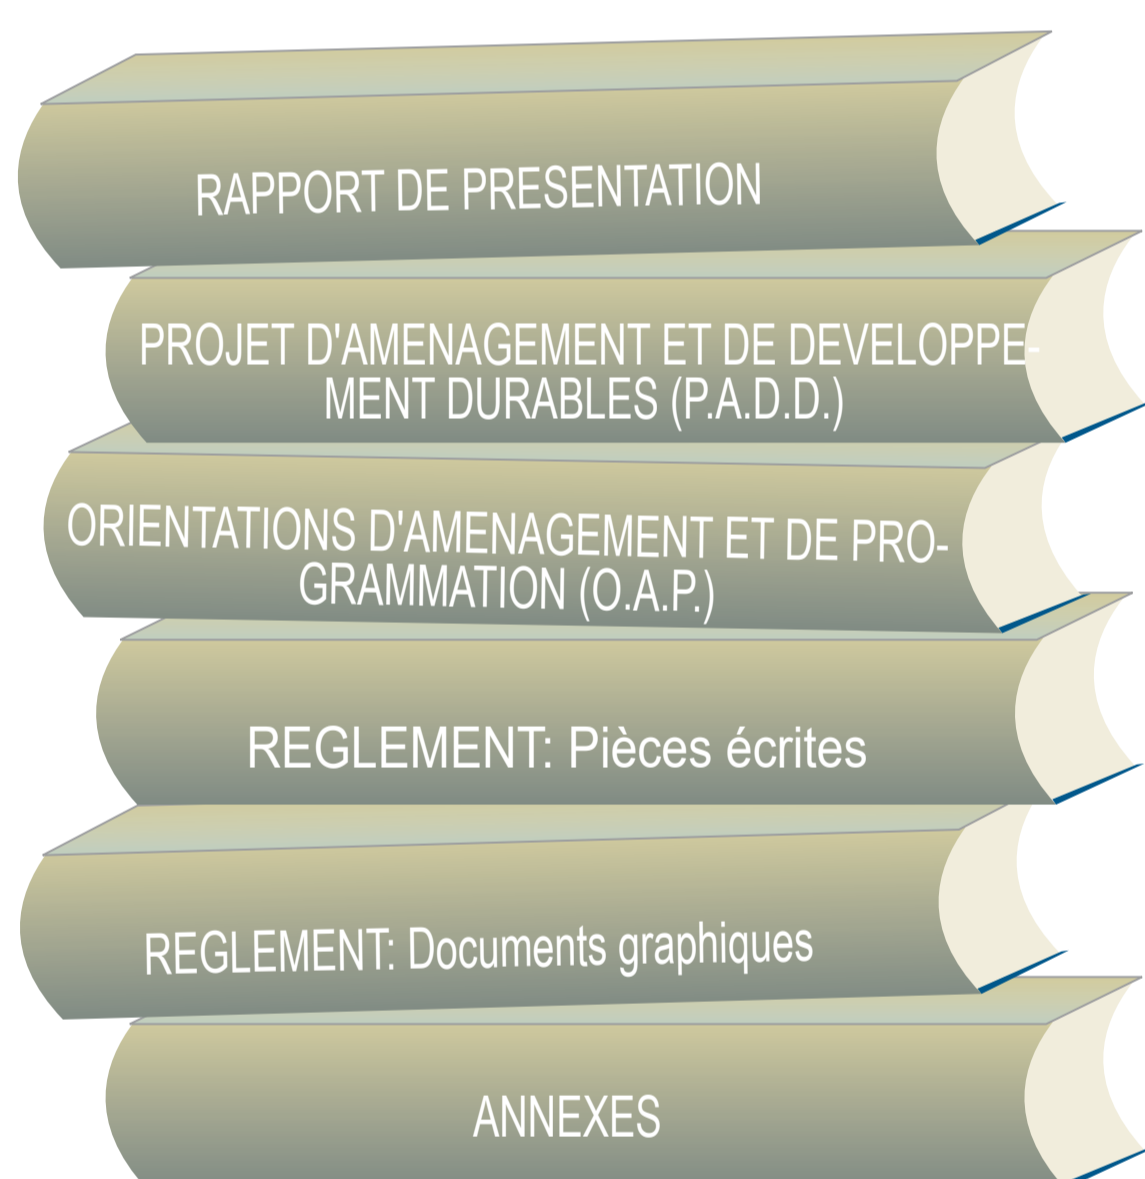 RAPPORT DE PRESENTATION
PROJET D'AMENAGEMENT ET DE DEVELOPPE-
MENT DURABLES (P.A.D.D.)
ORIENTATIONS D'AMENAGEMENT ET DE PRO-
GRAMMATION (O.A.P.)
REGLEMENT: Pièces écrites
REGLEMENT: Documents graphiques
ANNEXES